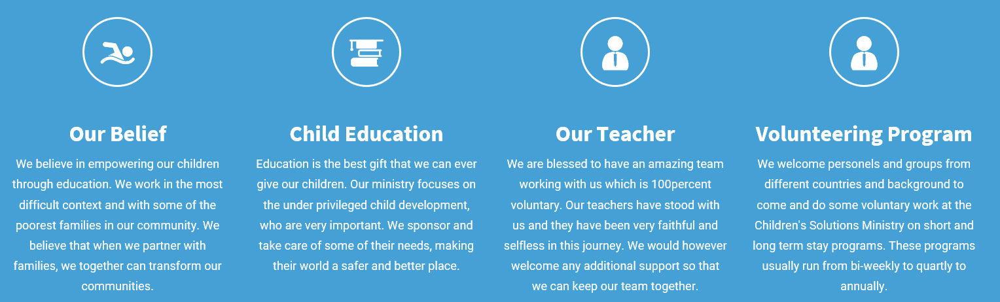 Our Belief
We believe in empowering our children
through education. We work in the most
difficult context and with some of the
poorest families in our community. We
believe that when we partner with
families, we together can transform our
communities.
Child Education
Education is the best gift that we can ever
give our children. Our ministry focuses on
the under privileged child development,
who are very important. We sponsor and
take care of some of their needs, making
their world a safer and better place.
Our Teacher
We are blessed to have an amazing team
working with us which is 100percent
voluntary. Our teachers have stood with
us and they have been very faithful and
selfless in this journey. We would however
welcome any additional support so that
we can keep our team together.
Volunteering Program
We welcome personels and groups from
different countries and background to
come and do some voluntary work at the
Children's Solutions Ministry on short and
long term stay programs. These programs
usually run from bi-weekly to quartly to
annually.